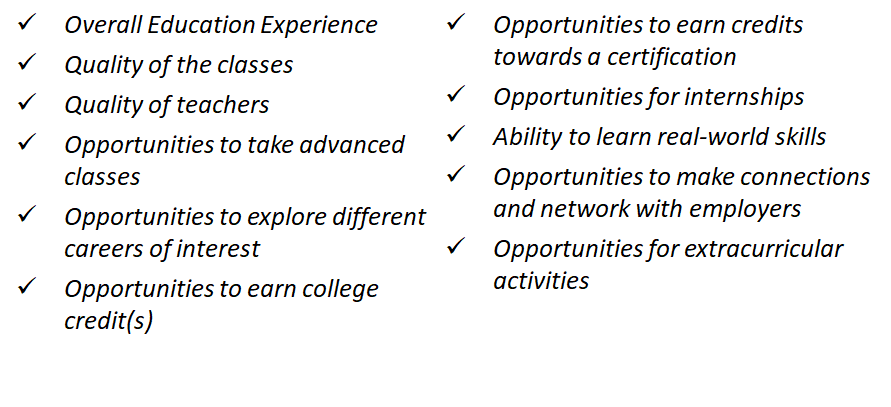 ✓ Overall Education Experience
✓ Quality of the classes
✓ Quality of teachers
✓ Opportunities to take advanced
classes
✓ Opportunities to explore different
careers of interest
✓ Opportunities to earn college
credit(s)
✓ Opportunities to earn credits
towards a certification
✓ Opportunities for internships
✓ Ability to learn real-world skills
✓ Opportunities to make connections
and network with employers
✓ Opportunities for extracurricular
activities